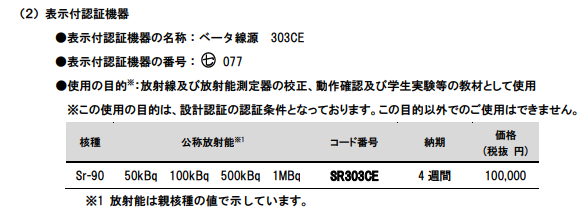 （2） 表示付認証機器
●表示付認証機器の名称： ベータ線源　303CE
●表示付認証機器の番号： ㋣ 077
●使用の目的※：放射線及び放射能測定器の校正、動作確認及び学生実験等の教材として使用
※この使用の目的は、設計認証の認証条件となっております。この目的以外でのご使用はできません。
核種 公称放射能※1 コード番号 納期 価格
（税抜 円）
Sr-90 50kBq 100kBq 500kBq 1MBq SR303CE 4 週間 100,000
※1 放射能は親核種の値で示しています。